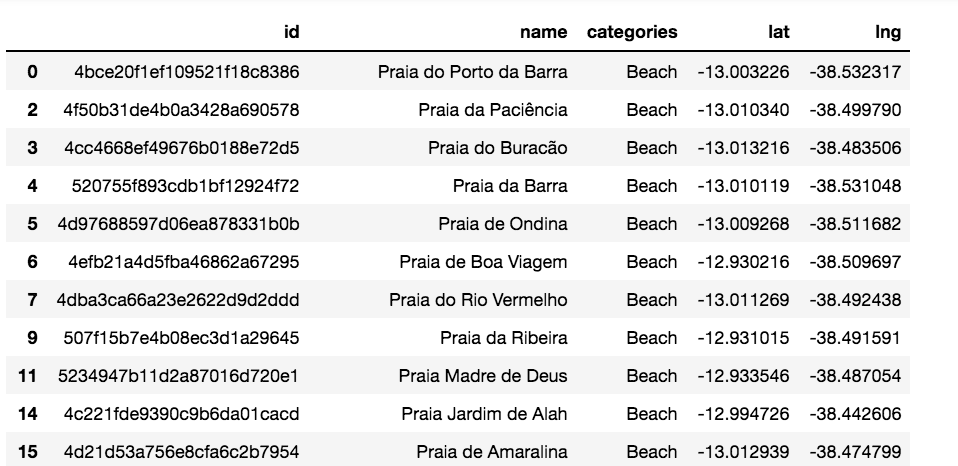 id name categories lat lng
0 4bce20f1ef109521f18c8386 Praia do Porto da Barra Beach -13.003226 -38.532317
2 4f50b31de4b0a3428a690578 Praia da Paciência Beach -13.010340 -38.499790
3 4cc4668ef49676b0188e72d5 Praia do Buracão Beach -13.013216 -38.483506
4 520755f893cdb1bf12924f72 Praia da Barra Beach -13.010119 -38.531048
5 4d97688597d06ea878331b0b Praia de Ondina Beach -13.009268 -38.511682
6 4efb21a4d5fba46862a67295 Praia de Boa Viagem Beach -12.930216 -38.509697
7 4dba3ca66a23e2622d9d2ddd Praia do Rio Vermelho Beach -13.011269 -38.492438
9 507f15b7e4b08ec3d1a29645 Praia da Ribeira Beach -12.931015 -38.491591
11 5234947b11d2a87016d720e1 Praia Madre de Deus Beach -12.933546 -38.487054
14 4c221fde9390c9b6da01cacd Praia Jardim de Alah Beach -12.994726 -38.442606
15 4d21d53a756e8cfa6c2b7954 Praia de Amaralina Beach -13.012939 -38.474799